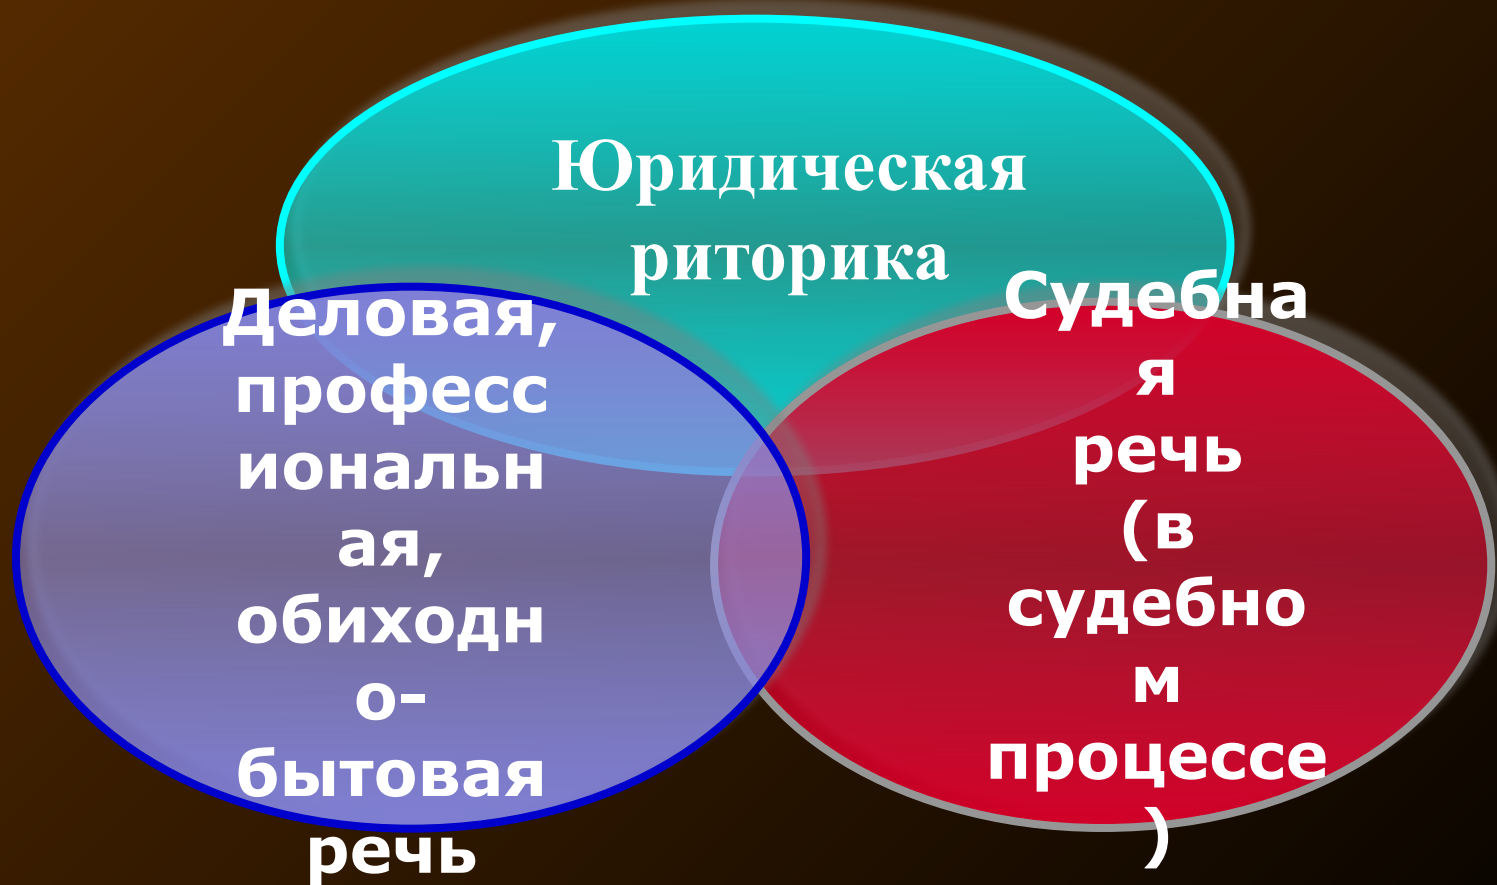 Юридическая
риторика
Деловая,
професс
иональн
ая,
обиходн
о-
бытовая
речь
Судебна
я
речь
(в
судебно
м
процессе
)